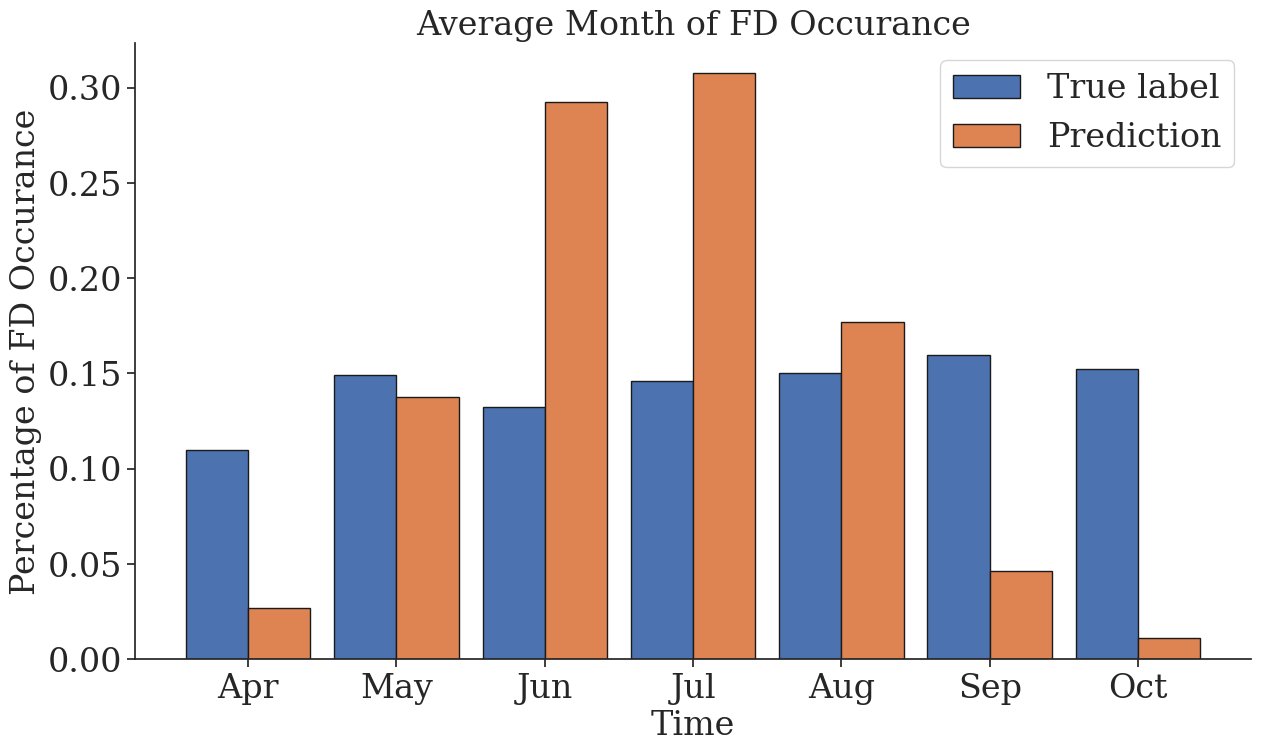 Average Month of FD Occurance
True label
Prediction
Percentage of FD Occurance
0.30
0.25
0.20
0.15
0.10
0.05
0.00
Apr May Jun Jul Aug Sep Oct
Time